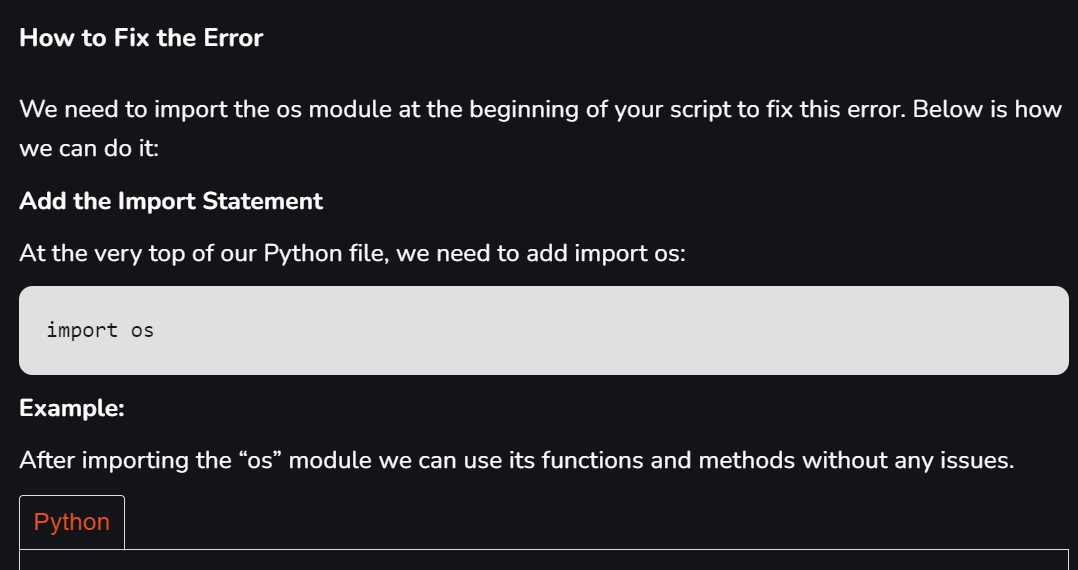 How to Fix the Error
We need to import the os module at the beginning of your script to fix this error. Below is how
we can do it:
Add the Import Statement
At the very top of our Python file, we need to add import os:
import os
Example:
After importing the “os” module we can use its functions and methods without any issues.
Python